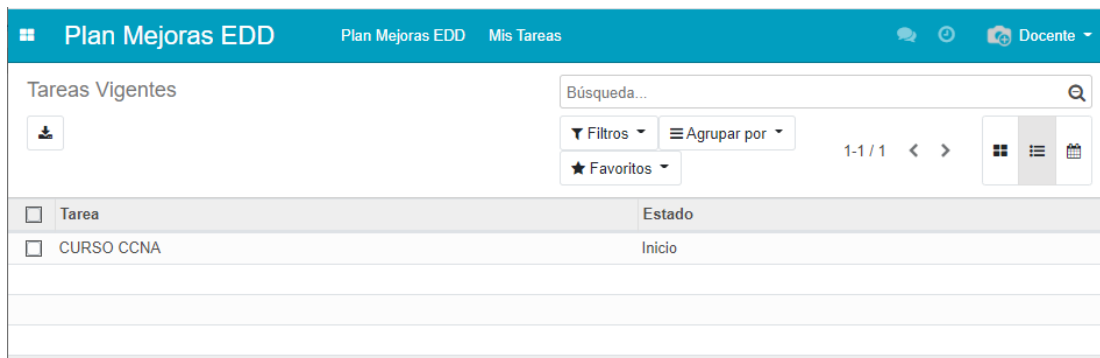 Plan Mejoras EDD Plan Mejoras EDD Mis Tareas Docente
Tareas Vigentes Búsqueda...
Filtros Agrupar por 1-1 / 1
Favoritos
Tarea Estado
CURSO CCNA Inicio